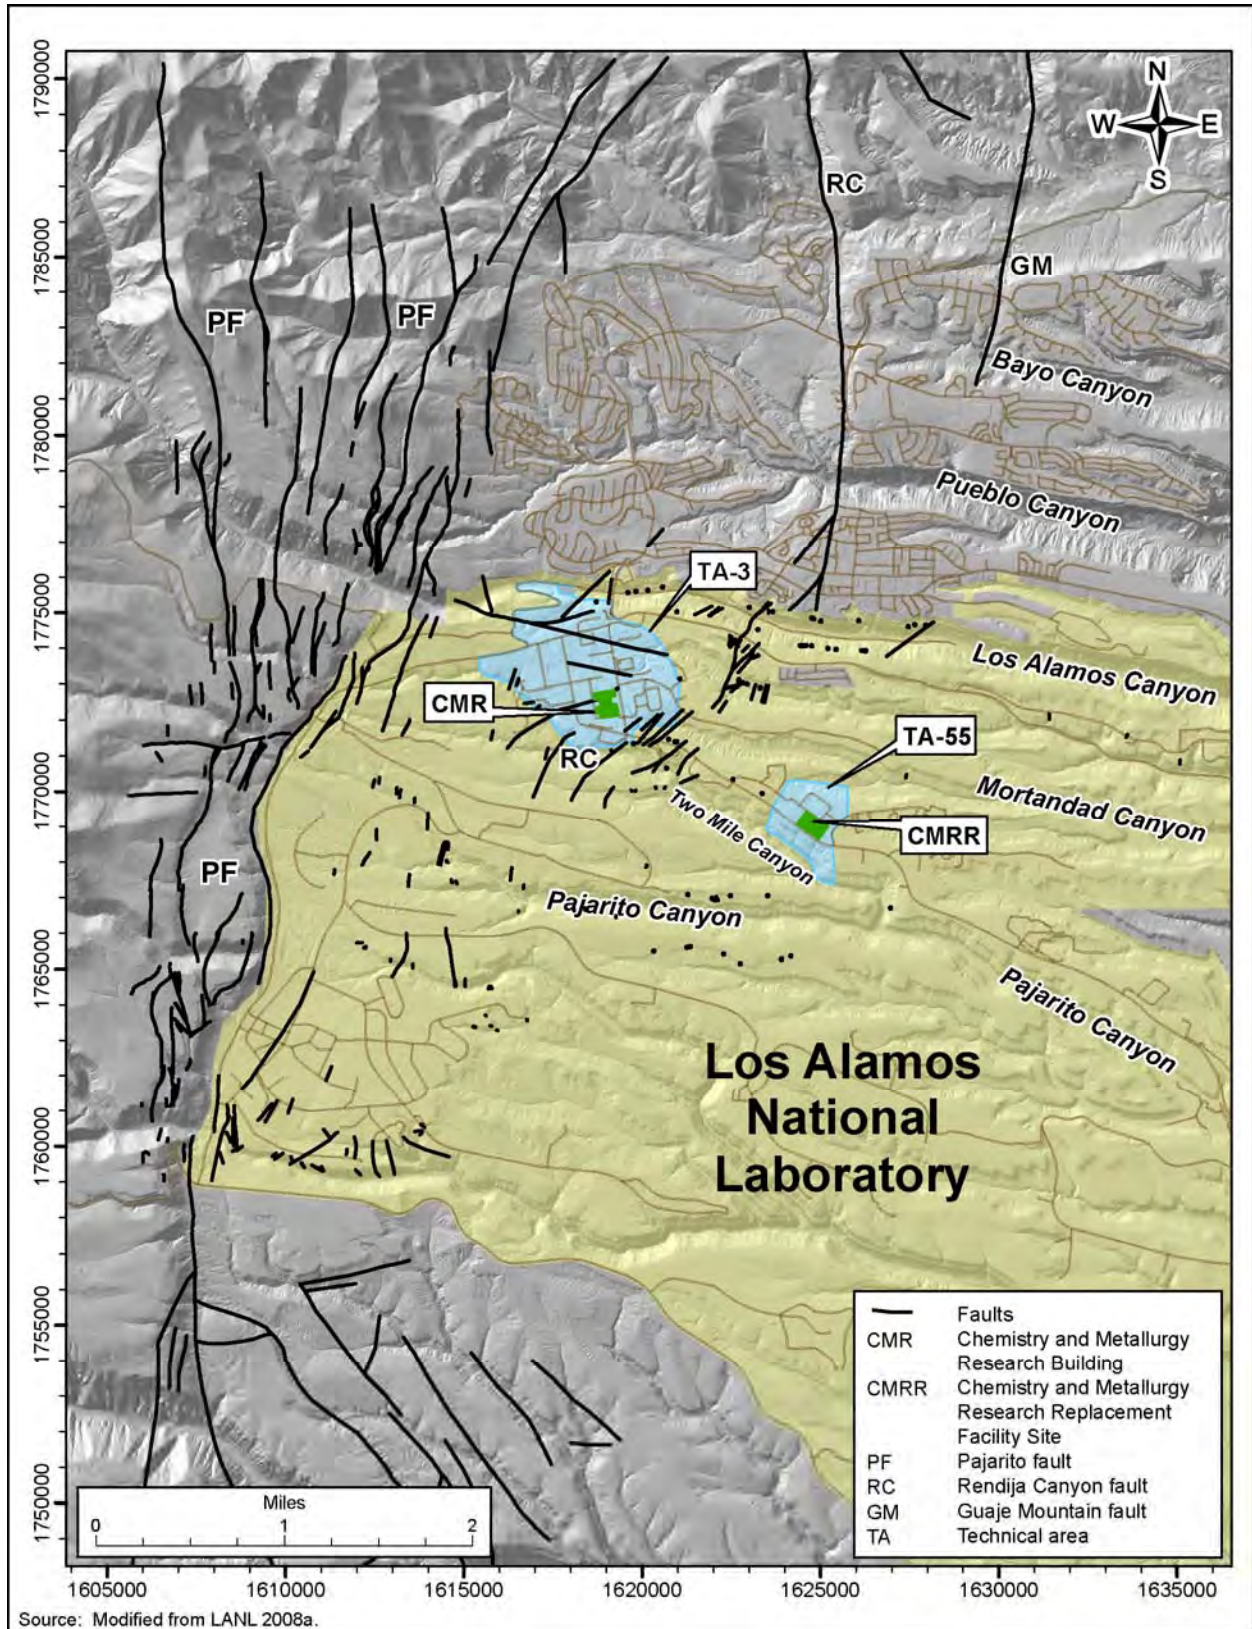 N
W E
S
RC
GM
PF
PF
Bayo Canyon
Pueblo Canyon
TA-3
Los Alamos Canyon
CMR
TA-55
RC
Mortandad Canyon
Two Mile Canyon
CMRR
PF
Pajarito Canyon
Pajarito Canyon
Los Alamos
National
Laboratory
1790000
1785000
1780000
1775000
1770000
1765000
1760000
1755000
1750000
Faults
CMR Chemistry and Metallurgy
Research Building
CMRR Chemistry and Metallurgy
Research Replacement
Facility Site
PF Pajarito fault
RC Rendija Canyon fault
GM Guaje Mountain fault
TA Technical area
Miles
0 1 2
1605000 1610000 1615000 1620000 1625000 1630000 1635000
Source: Modified from LANL 2008a.